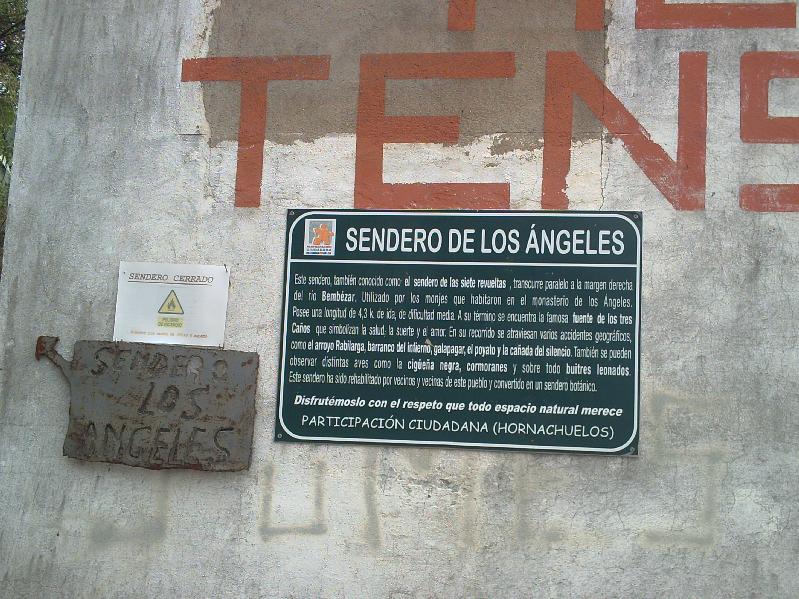 TENS
SENDERO DE LOS ÁNGELES
Este sendero, también conocido como el sendero de las siete revueltas, transcurre paralelo a la margen derecha
del río Bembézar. Utilizado por los monjes que habitaron en el monasterio de los Ángeles.
Posee una longitud de 4,3 k. de ida, de dificultad media. A su término se encuentra la famosa fuente de los tres
Caños que simbolizan la salud, la suerte y el amor. En su recorrido se atraviesan varios accidentes geográficos,
como el arroyo Rabilarga, barranco del infierno, galapagar, el poyato y la cañada del silencio. También se pueden
observar distintas aves como la cigüeña negra, cormoranes y sobre todo buitres leonados.
Este sendero ha sido rehabilitado por vecinos y vecinas de este pueblo y convertido en un sendero botánico.
Disfrutémoslo con el respeto que todo espacio natural merece
PARTICIPACIÓN CIUDADANA (HORNACHUELOS)
SENDERO CERRADO
PELIGRO
DE INCENDIO
SENDERO
LOS
ANGELES